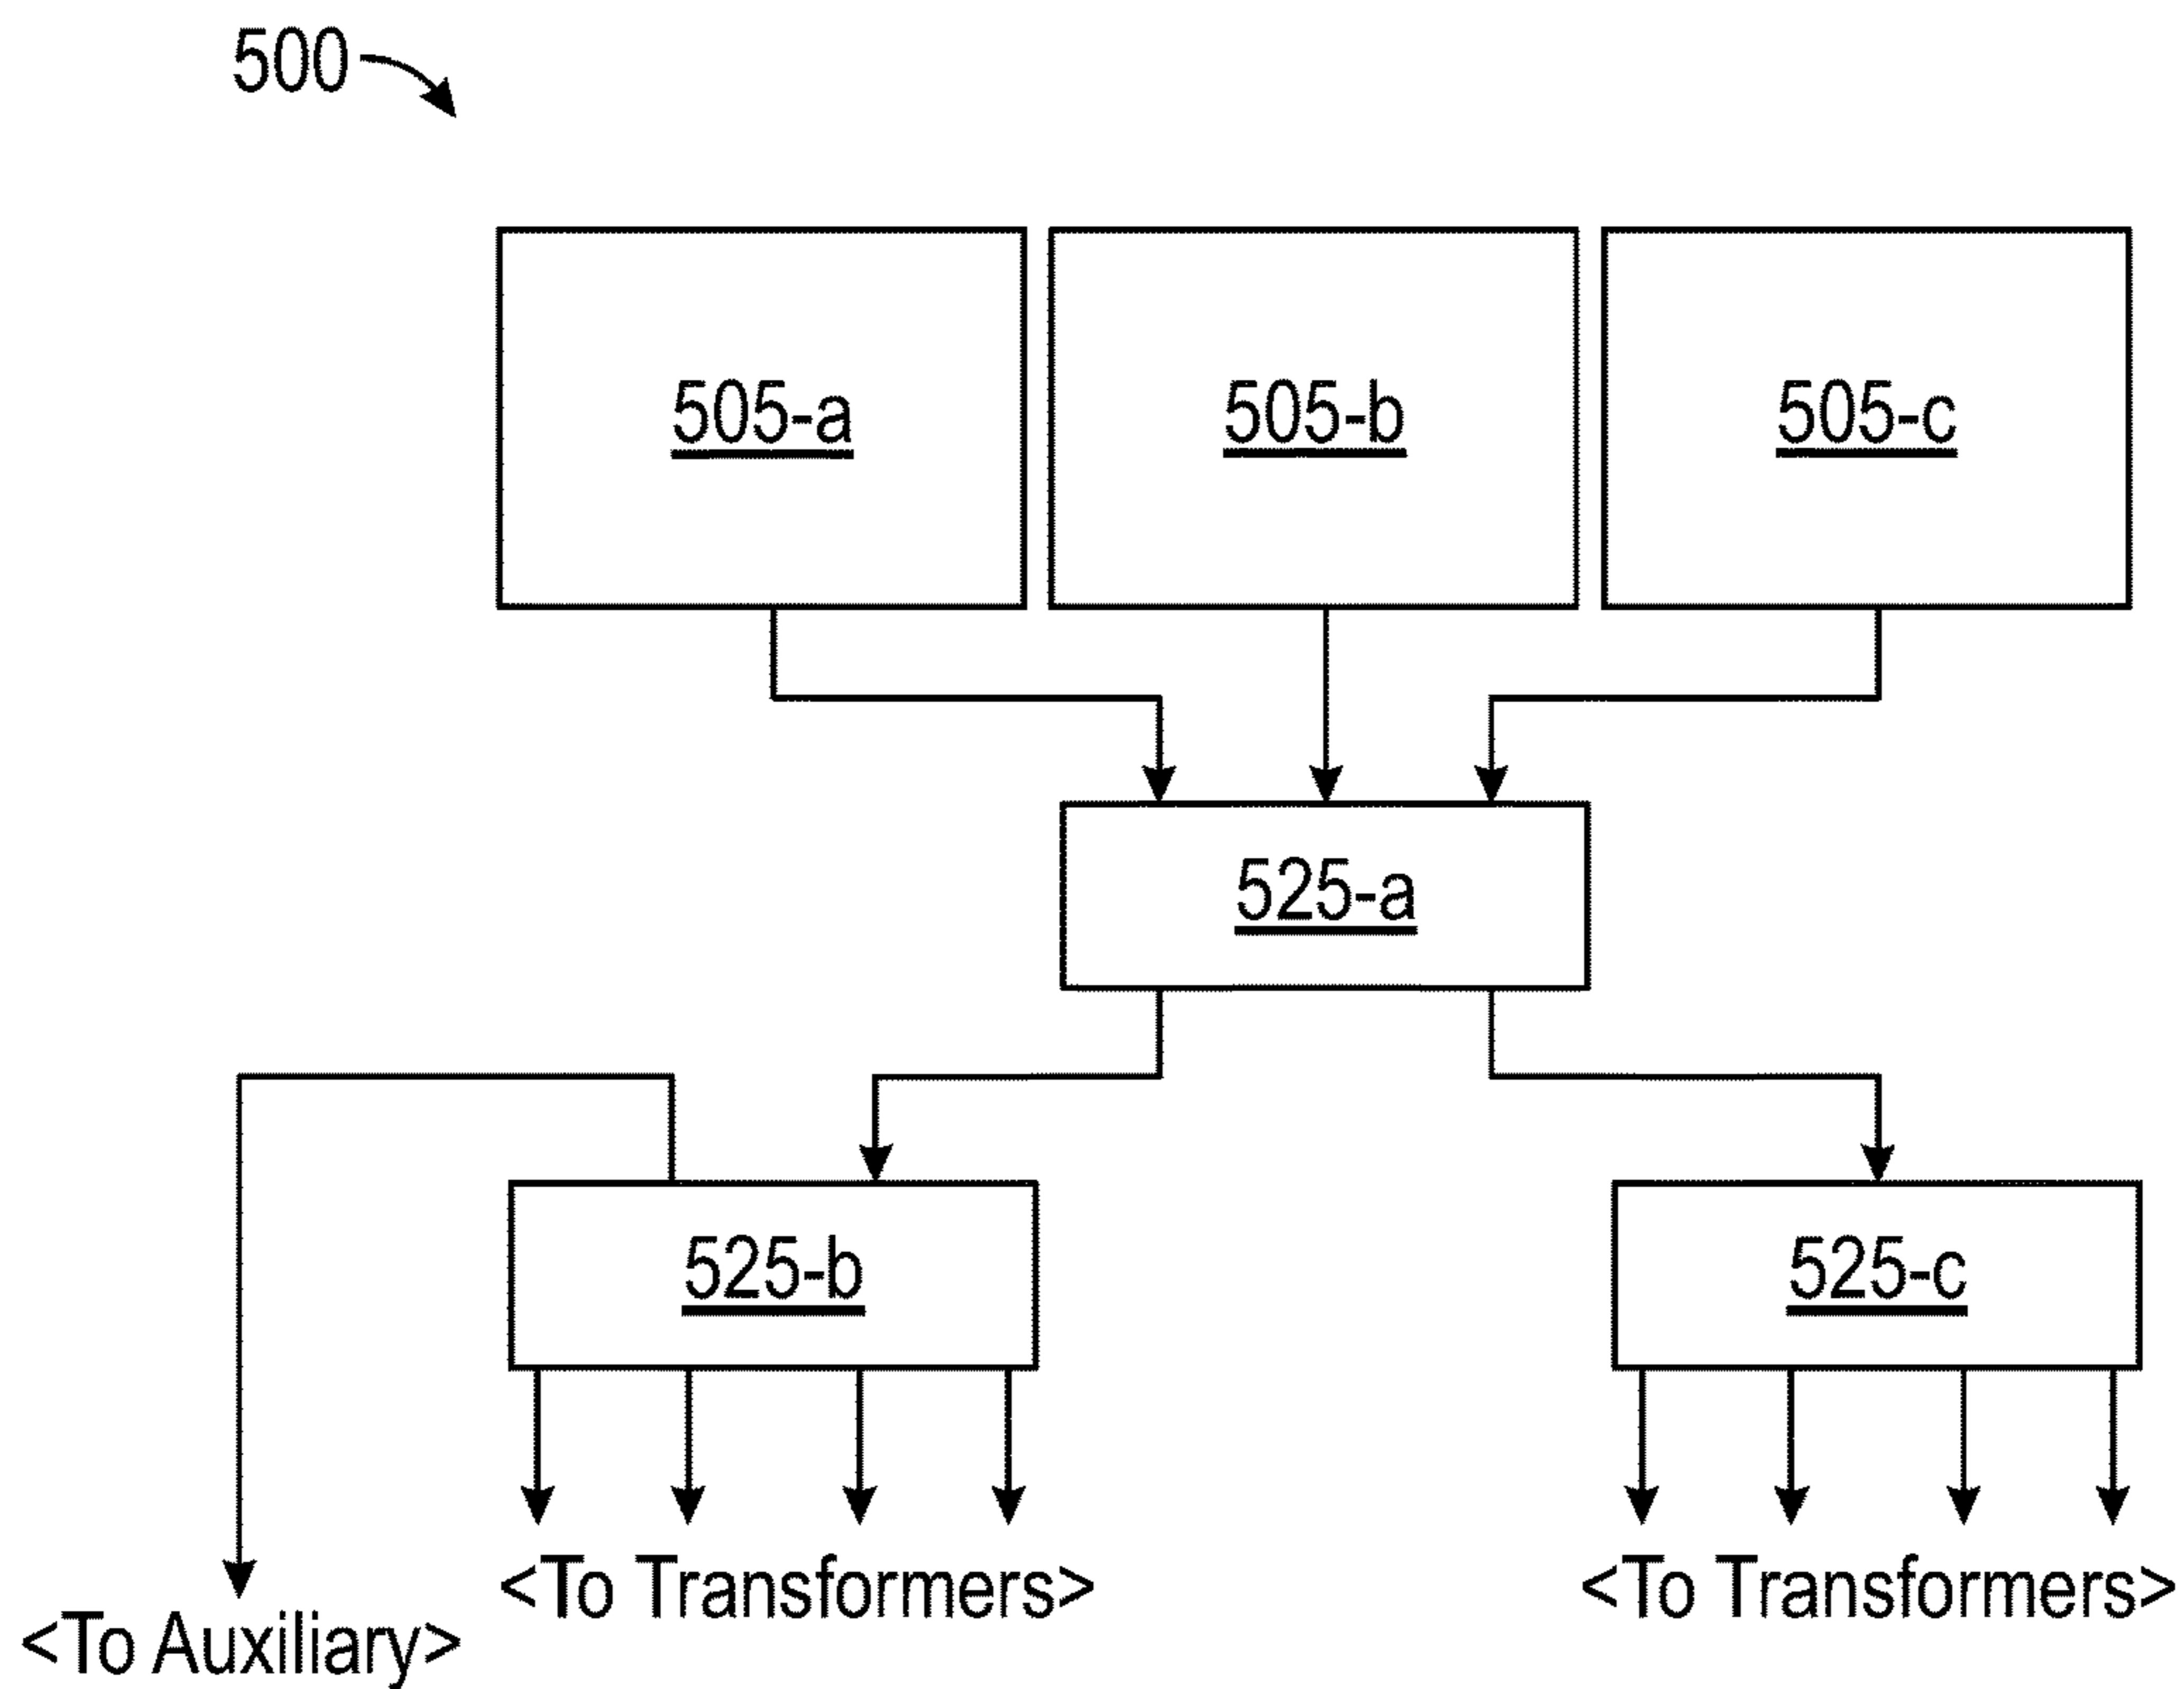 500
505-a
505-b
505-c
525-a
525-b
525-c
<To Transformers>
<To Transformers>
<To Auxiliary>